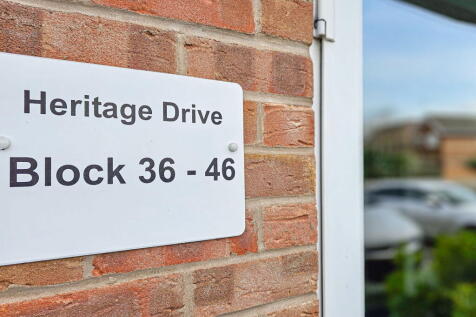 Heritage Drive
Block 36 - 46